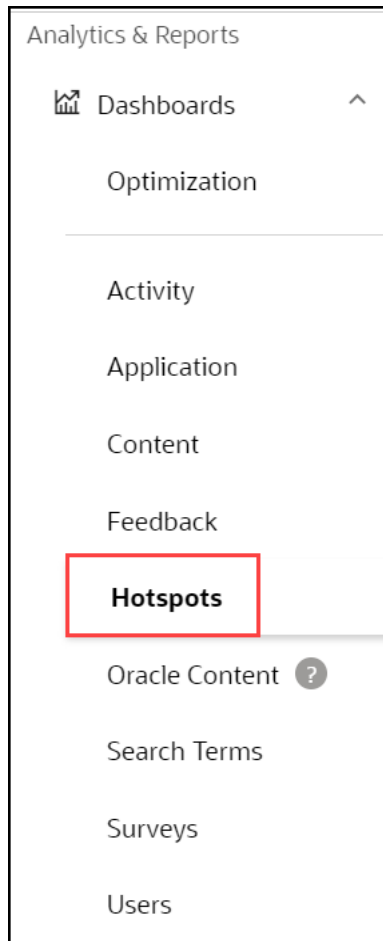 Analytics & Reports
Dashboards
Optimization
Activity
Application
Content
Feedback
Hotspots
Oracle Content ?
Search Terms
Surveys
Users